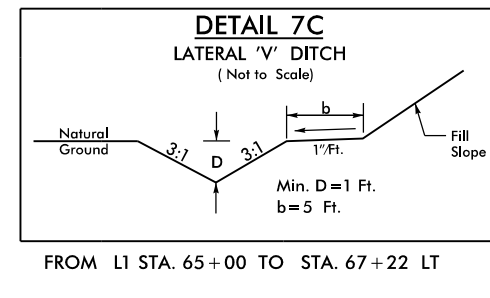 DETAIL 7C
LATERAL 'V' DITCH
( Not to Scale)
b
Natural
Ground
3:1
D
3:1
1"/Ft.
Fill
Slope
Min. D=1 Ft.
b=5 Ft.
FROM L1 STA. 65+00 TO STA. 67+22 LT